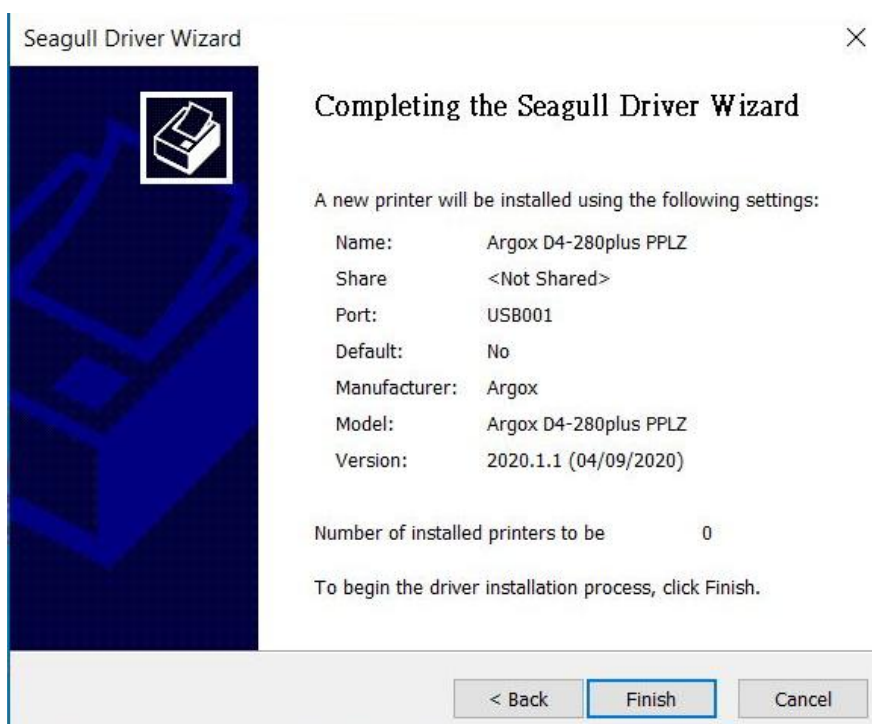 Seagull Driver Wizard
Completing the Seagull Driver Wizard
A new printer will be installed using the following settings:
Name: Argox D4-280plus PPLZ
Share <Not Shared>
Port: USB001
Default: No
Manufacturer: Argox
Model: Argox D4-280plus PPLZ
Version: 2020.1.1 (04/09/2020)
Number of installed printers to be 0
To begin the driver installation process, click Finish.
< Back Finish Cancel